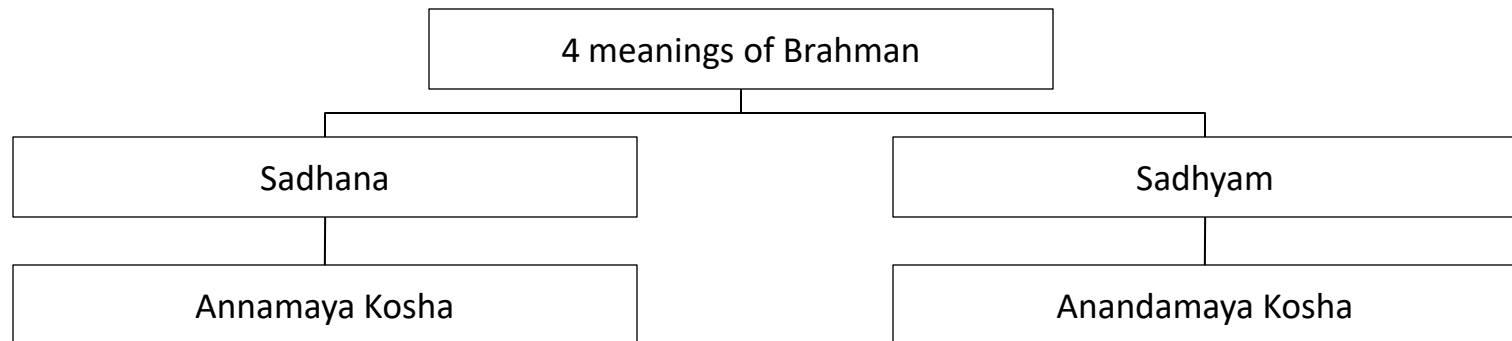 4 meanings of Brahman
Sadhana
Sadhyam
Annamaya Kosha
Anandamaya Kosha